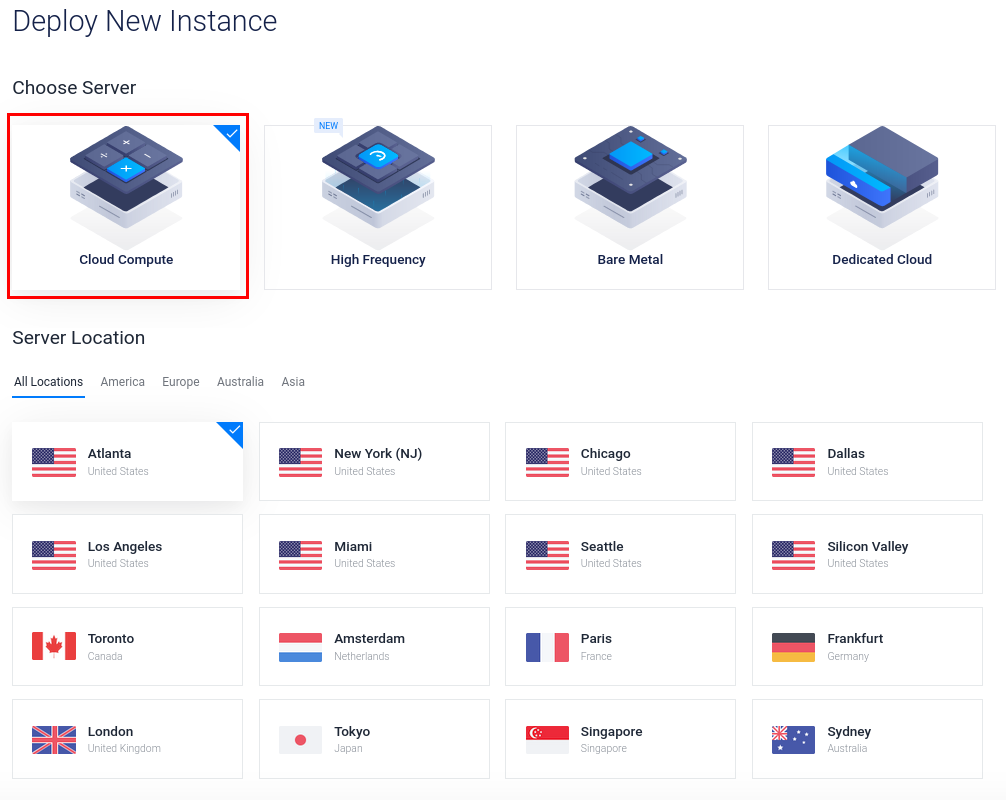 Deploy New Instance
Choose Server
NEW
Cloud Compute
High Frequency
Bare Metal
Dedicated Cloud
Server Location
All Locations America Europe Australia Asia
Atlanta
United States
New York (NJ)
United States
Chicago
United States
Dallas
United States
Los Angeles
United States
Miami
United States
Seattle
United States
Silicon Valley
United States
Toronto
Canada
Amsterdam
Netherlands
Paris
France
Frankfurt
Germany
London
United Kingdom
Tokyo
Japan
Singapore
Singapore
Sydney
Australia